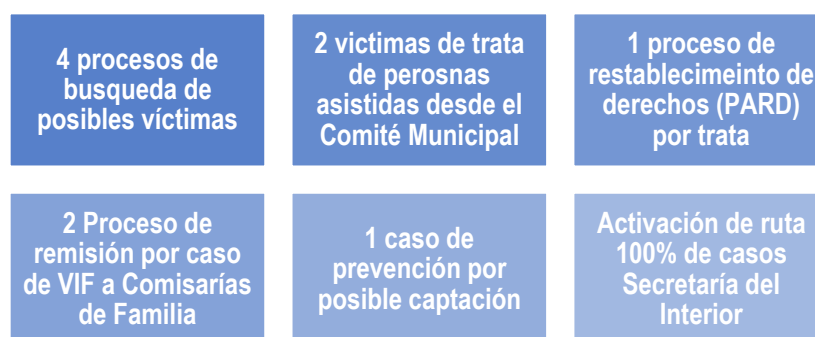 4 procesos de
busqueda de
posibles víctimas
2 victimas de trata
de perosnas
asistidas desde el
Comité Municipal
1 proceso de
restablecimeinto de
derechos (PARD)
por trata
2 Proceso de
remisión por caso
de VIF a Comisarías
de Familia
1 caso de
prevención por
posible captación
Activación de ruta
100% de casos
Secretaría del
Interior